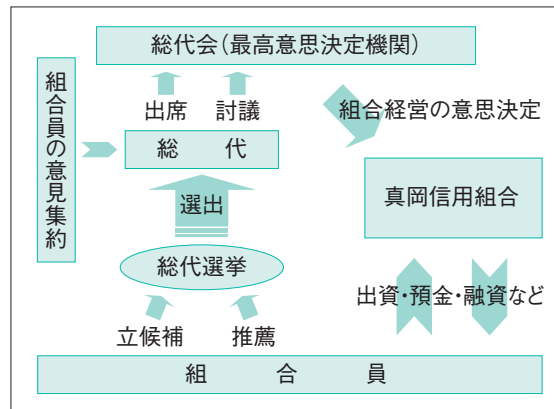 総代会（最高意思決定機関）
出席 討議
組合経営の意思決定
組合員の意見集約
総 代
真岡信用組合
選出
総代選挙
出資・預金・融資など
立候補 推薦
組 合 員